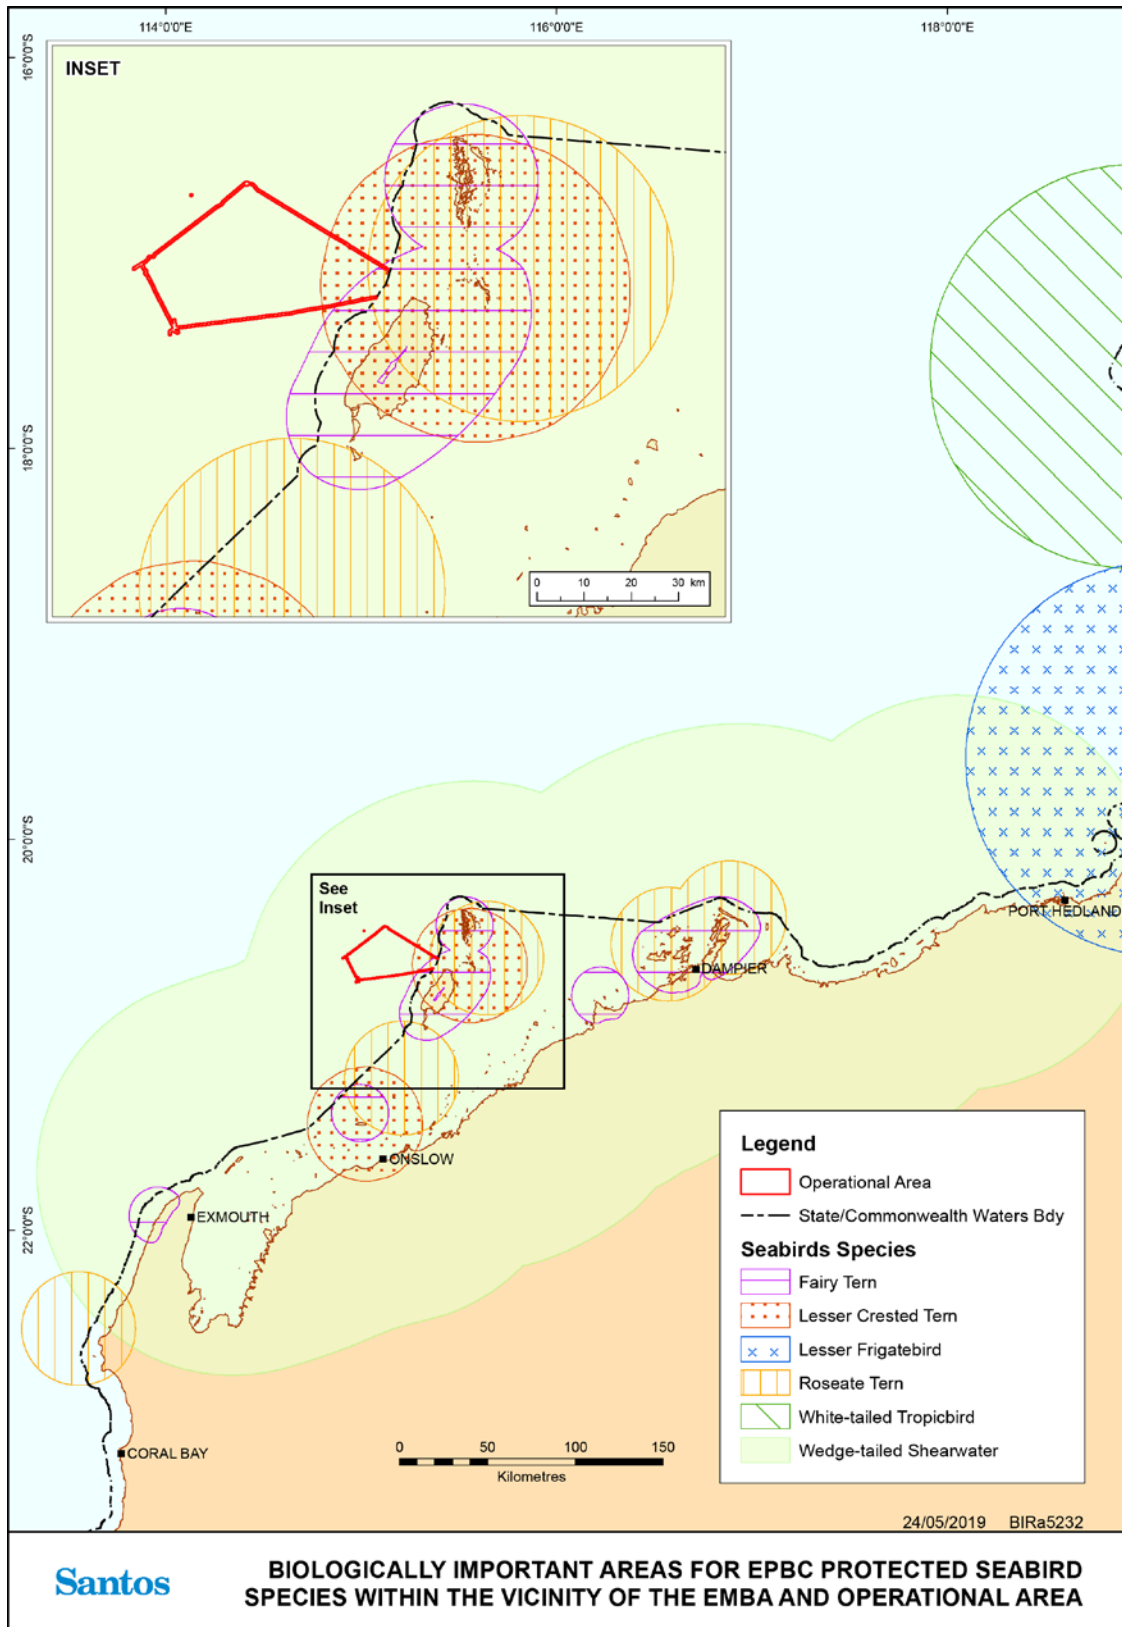 114°0'0"E
116°0'0"E
118°0'0"E
16°0'0"S
18°0'0"S
20°0'0"S
22°0'0"S
INSET
0 10 20 30 km
See
Inset
PORT HEDLAND
DAMPIER
ONSLOW
EXMOUTH
CORAL BAY
0 50 100 150
Kilometres
Legend
Operational Area
State/Commonwealth Waters Bdy
Seabirds Species
Fairy Tern
Lesser Crested Tern
Lesser Frigatebird
Roseate Tern
White-tailed Tropicbird
Wedge-tailed Shearwater
24/05/2019 BIRa5232
Santos
BIOLOGICALLY IMPORTANT AREAS FOR EPBC PROTECTED SEABIRD
SPECIES WITHIN THE VICINITY OF THE EMBA AND OPERATIONAL AREA